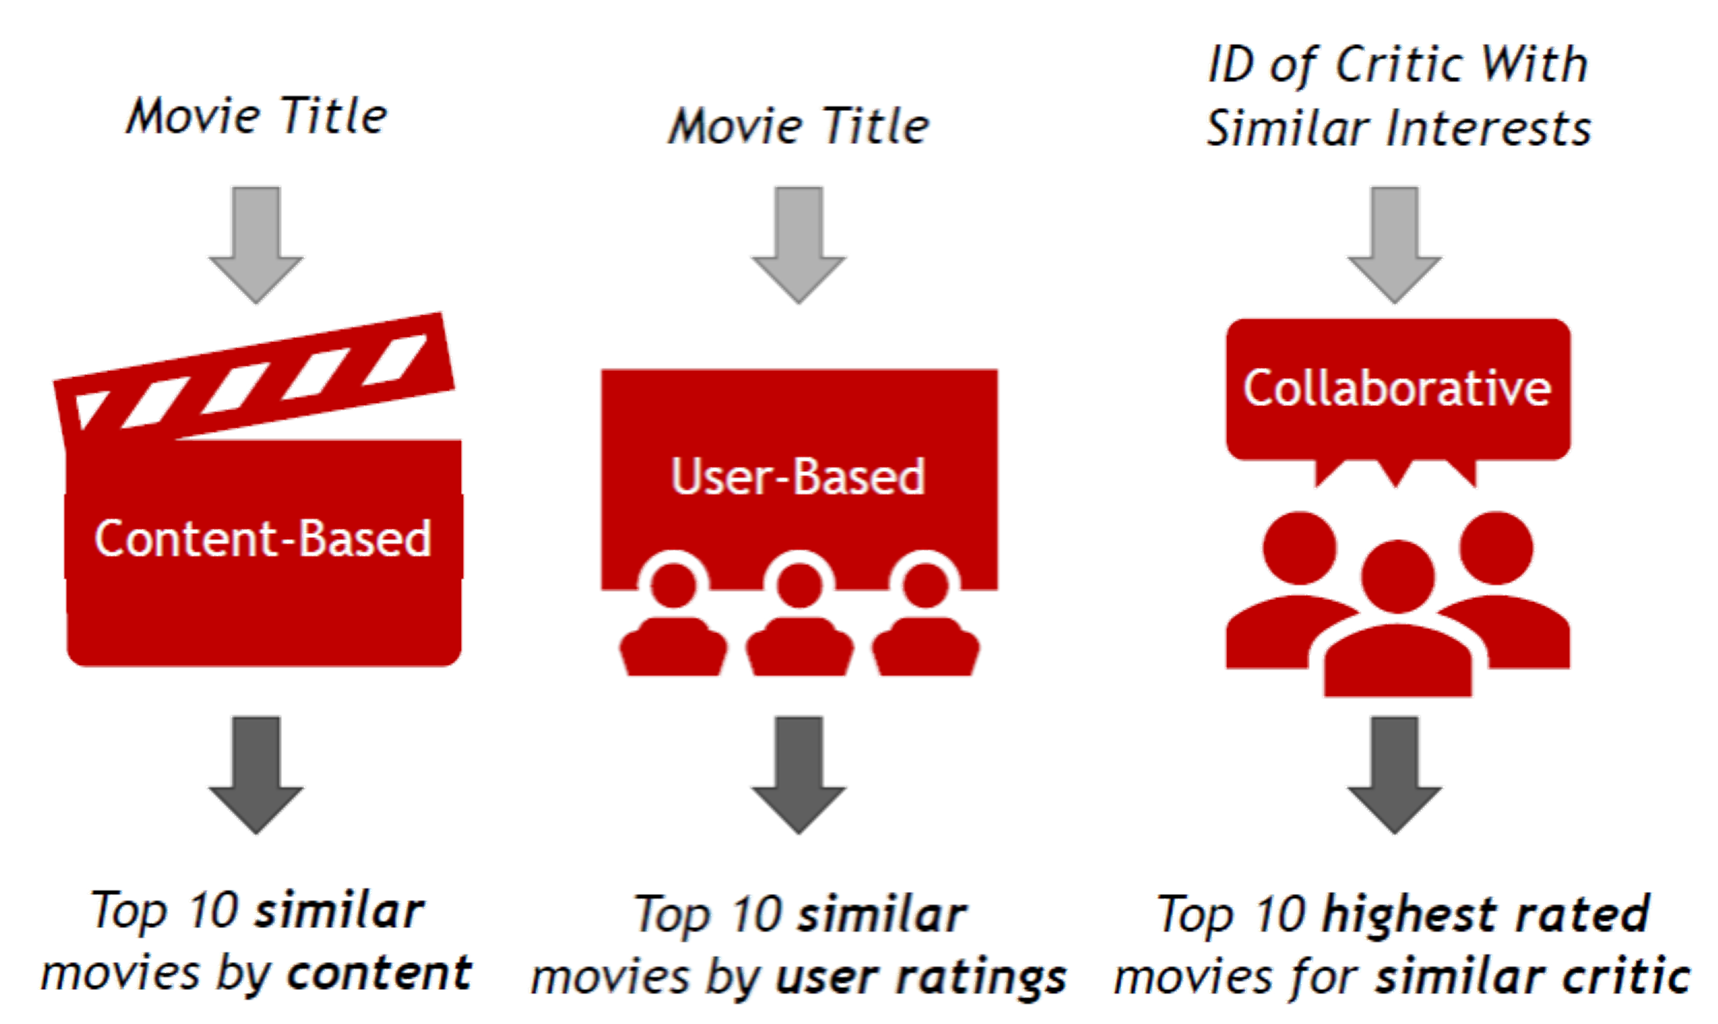 Movie Title
Content-Based
Top 10 similar
movies by content
Movie Title
User-Based
Top 10 similar
movies by user ratings
ID of Critic With
Similar Interests
Collaborative
Top 10 highest rated
movies for similar critic